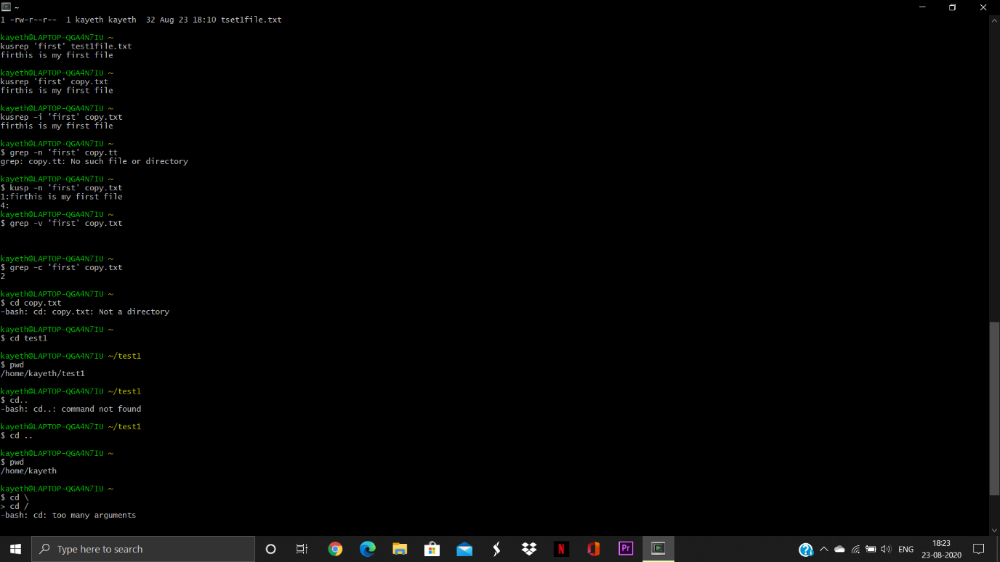 ~
1 -rw-r--r--  1 kayeth kayeth  32 Aug 23 18:10 tset1file.txt
kayeth@LAPTOP-QGA4N7IU ~
kusrep 'first' test1file.txt
firthis is my first file
kayeth@LAPTOP-QGA4N7IU ~
kusrep 'first' copy.txt
firthis is my first file
kayeth@LAPTOP-QGA4N7IU ~
kusrep -i 'first' copy.txt
firthis is my first file
kayeth@LAPTOP-QGA4N7IU ~
$ grep -n 'first' copy.tt
grep: copy.tt: No such file or directory
kayeth@LAPTOP-QGA4N7IU ~
$ kusp -n 'first' copy.txt
1:firthis is my first file
4:
kayeth@LAPTOP-QGA4N7IU ~
$ grep -v 'first' copy.txt
kayeth@LAPTOP-QGA4N7IU ~
$ grep -c 'first' copy.txt
2
kayeth@LAPTOP-QGA4N7IU ~
$ cd copy.txt
-bash: cd: copy.txt: Not a directory
kayeth@LAPTOP-QGA4N7IU ~
$ cd test1
kayeth@LAPTOP-QGA4N7IU ~/test1
$ pwd
/home/kayeth/test1
kayeth@LAPTOP-QGA4N7IU ~/test1
$ cd..
-bash: cd..: command not found
kayeth@LAPTOP-QGA4N7IU ~/test1
$ cd ..
kayeth@LAPTOP-QGA4N7IU ~
$ pwd
/home/kayeth
kayeth@LAPTOP-QGA4N7IU ~
$ cd \
> cd /
-bash: cd: too many arguments
Type here to search
N
Pr
ENG
18:23
23-08-2020